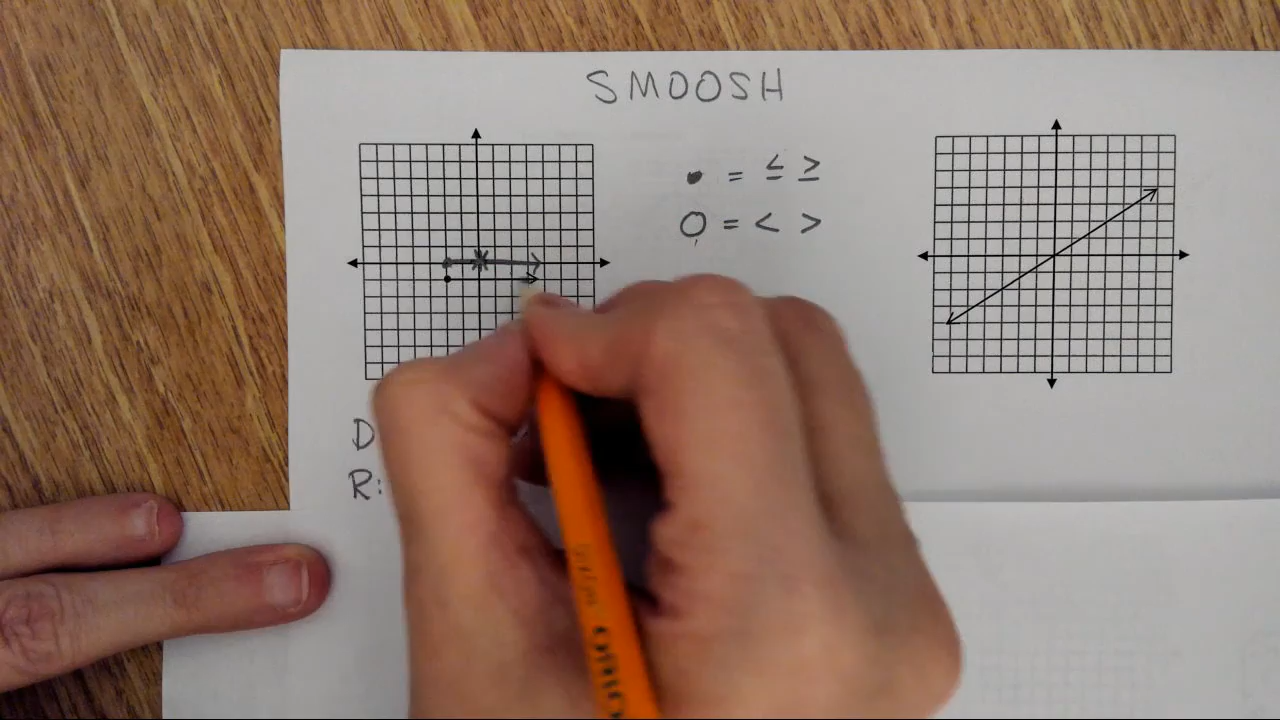 SMOOSH
• = ≤ ≥
O = < >
D
R: